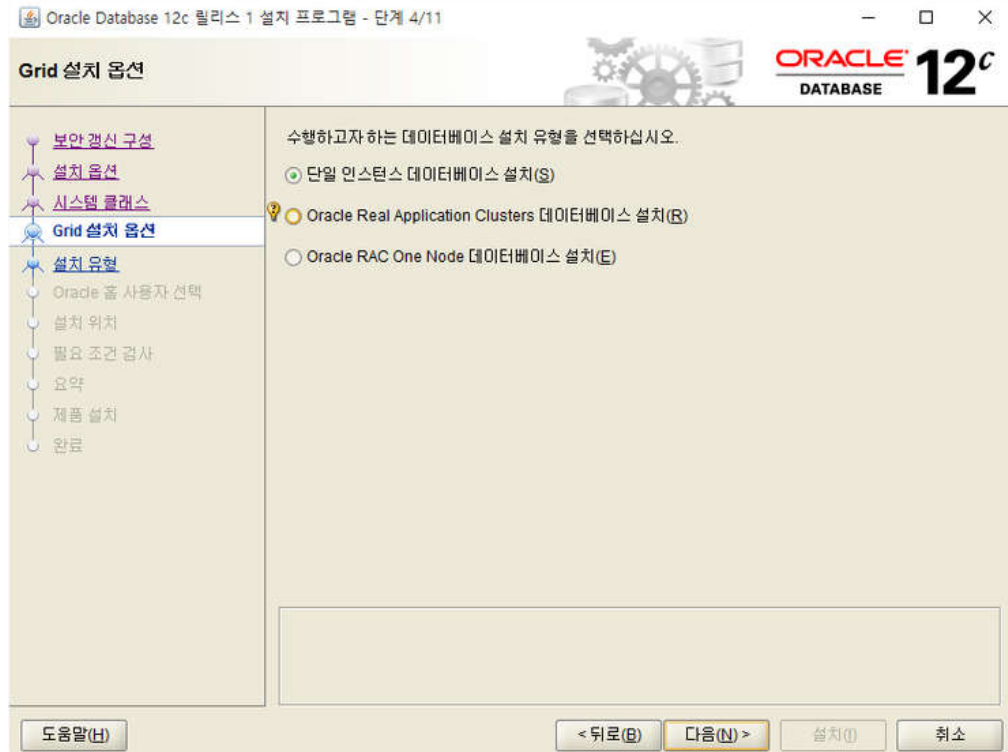 Oracle Database 12c 릴리스 1 설치 프로그램 - 단계 4/11
Grid 설치 옵션
ORACLE
DATABASE
12c
보안 갱신 구성
설치 옵션
시스템 클래스
Grid 설치 옵션
설치 유형
Oracle 홈 사용자 선택
설치 위치
필요 조건 검사
요약
제품 설치
완료
수행하고자 하는 데이터베이스 설치 유형을 선택하십시오.
단일 인스턴스 데이터베이스 설치(S)
Oracle Real Application Clusters 데이터베이스 설치(R)
Oracle RAC One Node 데이터베이스 설치(E)
도움말(H)
< 뒤로(B)
다음(N) >
설치(I)
취소